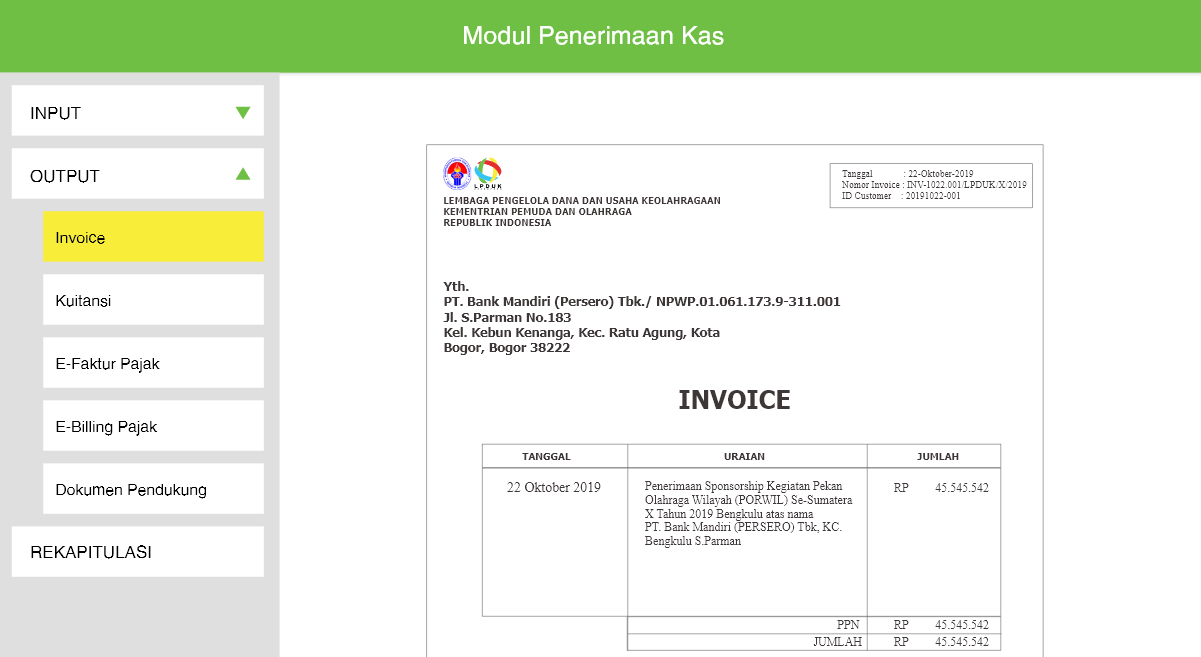 Modul Penerimaan Kas
INPUT
OUTPUT
Invoice
Kuitansi
E-Faktur Pajak
E-Billing Pajak
Dokumen Pendukung
REKAPITULASI
LPDUK
LEMBAGA PENGELOLA DANA DAN USAHA KEOLAHRAGAAN
KEMENTRIAN PEMUDA DAN OLAHRAGA
REPUBLIK INDONESIA
Tanggal : 22-Oktober-2019
Nomor Invoice : INV-1022.001/LPDUK/X/2019
ID Customer : 20191022-001
Yth.
PT. Bank Mandiri (Persero) Tbk./ NPWP.01.061.173.9-311.001
Jl. S.Parman No.183
Kel. Kebun Kenanga, Kec. Ratu Agung, Kota
Bogor, Bogor 38222
INVOICE
TANGGAL URAIAN JUMLAH
22 Oktober 2019
Penerimaan Sponsorship Kegiatan Pekan
Olahraga Wilayah (PORWIL) Se-Sumatera
X Tahun 2019 Bengkulu atas nama
PT. Bank Mandiri (PERSERO) Tbk, KC.
Bengkulu S.Parman
RP 45.545.542
PPN RP 45.545.542
JUMLAH RP 45.545.542